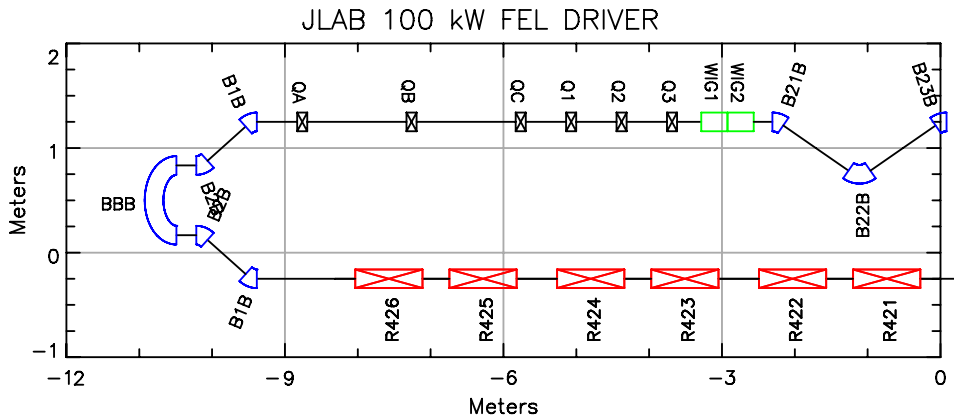 JLAB 100 kW FEL DRIVER
2
1
0
-1
Meters
B1B
QA
QB
QC
Q1
Q2
Q3
WIG1
WIG2
B21B
B23B
BBB
B2B
B22B
B1B
R426
R425
R424
R423
R422
R421
-12
-9
-6
-3
0
Meters